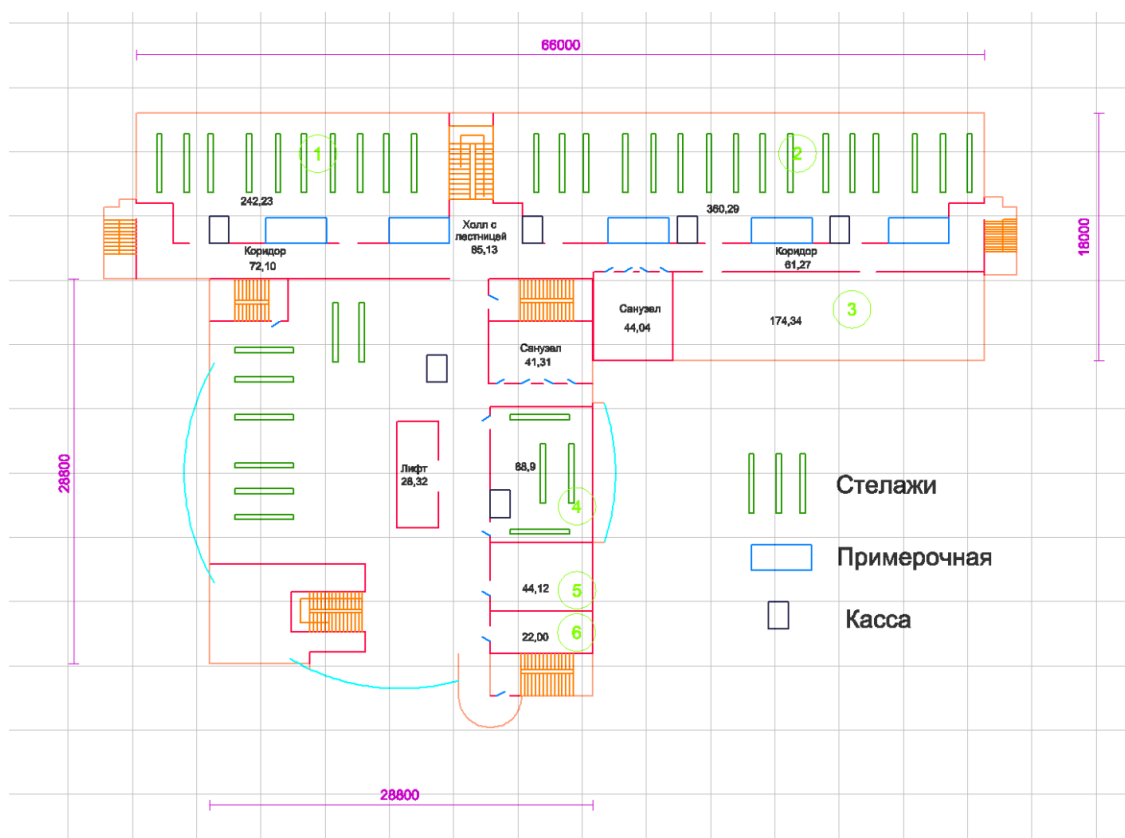 66000
1
2
242,23
360,29
Холл с
лестницей
85,13
Коридор
72,10
Коридор
61,27
18000
Санузел
44,04
174,34
3
Санузел
41,31
28800
Лифт
28,32
88,9
4
Стелажи
Примерочная
44,12
5
Касса
22,00
6
28800